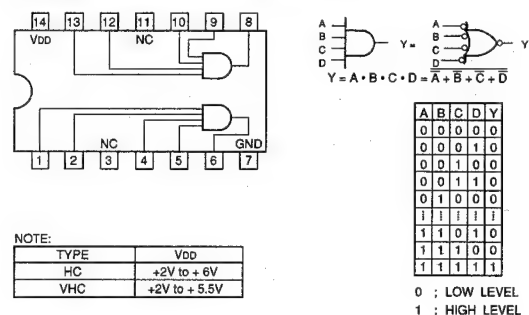 14 13 12 11 10 9 8
VDD NC
NC GND
1 2 3 4 5 6 7
A
B
C
D
Y=
A
B
C
D
Y
Y = A • B • C • D = A + B + C + D
A B C D Y
0 0 0 0 0
0 0 0 1 0
0 0 1 0 0
0 0 1 1 0
0 1 0 0 0
1 1 0 1 0
1 1 1 0 0
1 1 1 1 1
0 ; LOW LEVEL
1 : HIGH LEVEL
NOTE:
TYPE VDD
HC +2V to + 6V
VHC +2V to + 5.5V